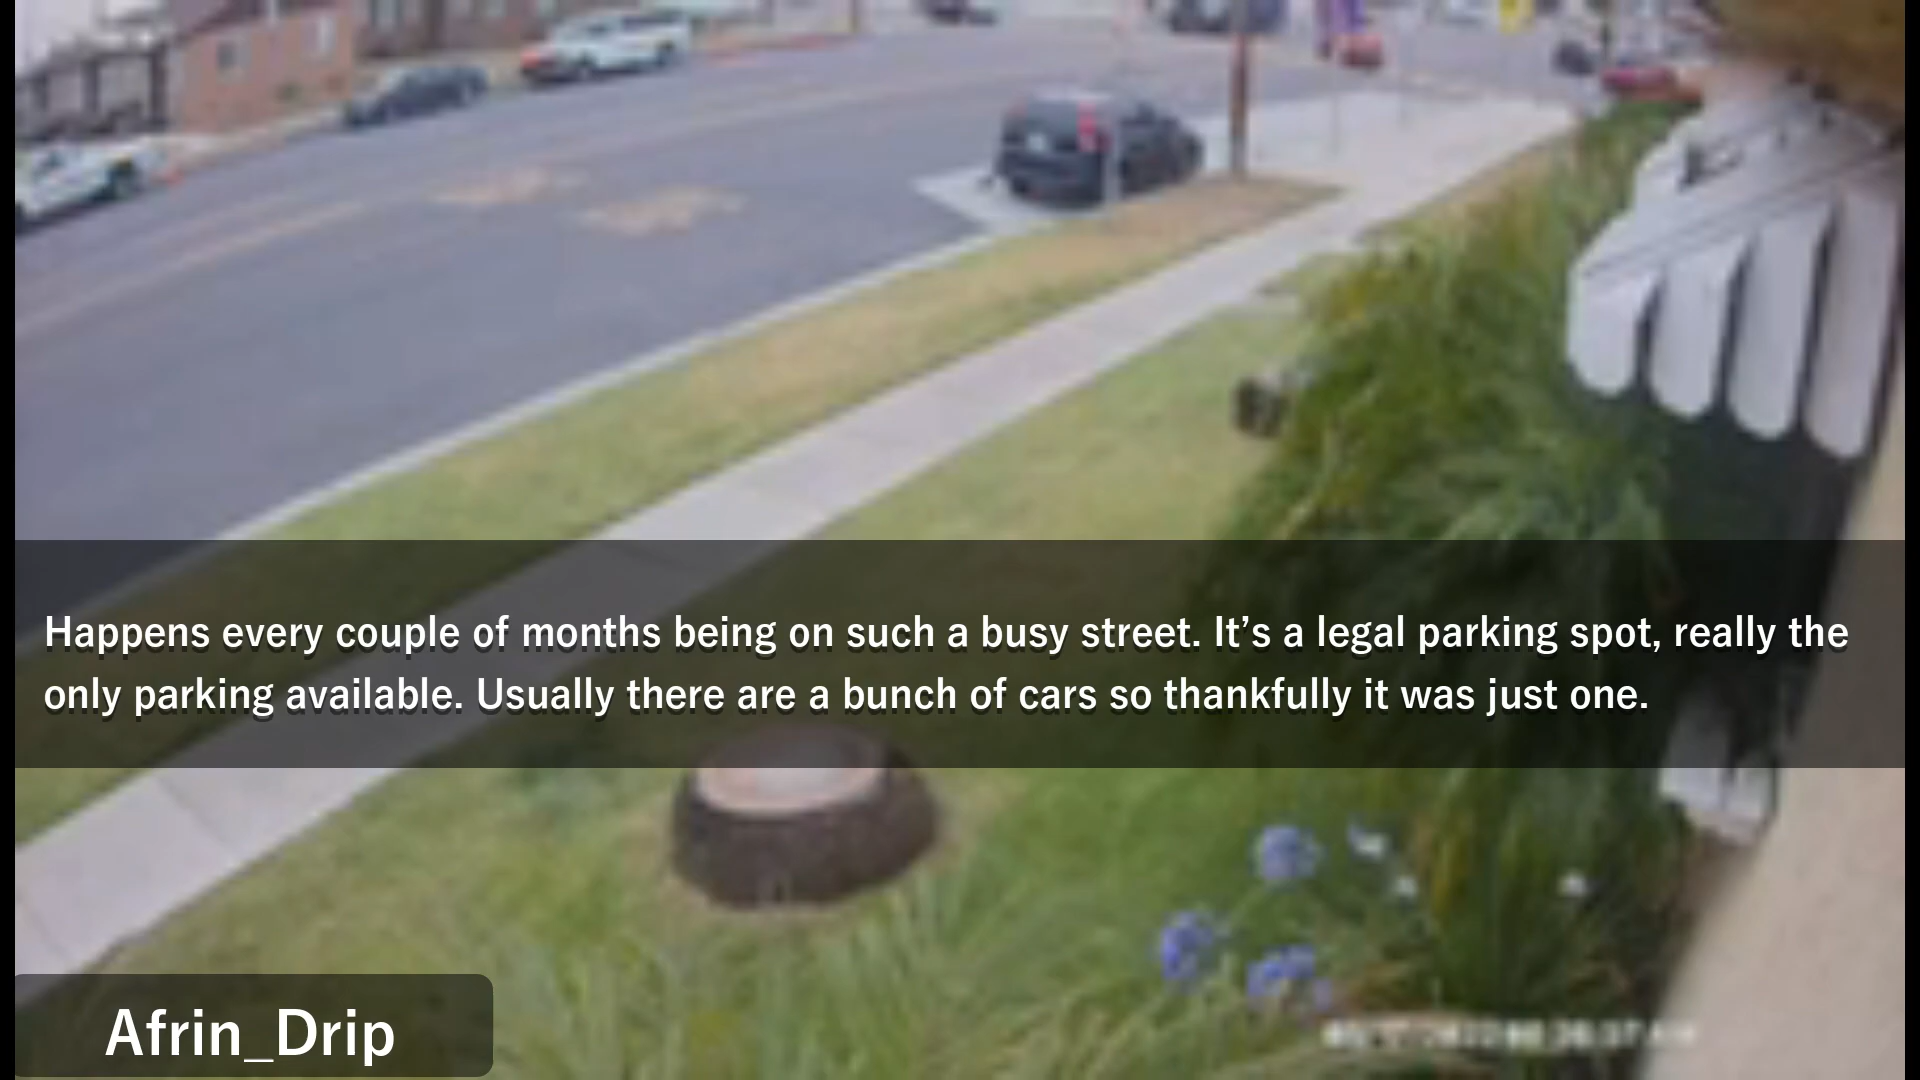 Happens every couple of months being on such a busy street. It’s a legal parking spot, really the
only parking available. Usually there are a bunch of cars so thankfully it was just one.
Afrin_Drip